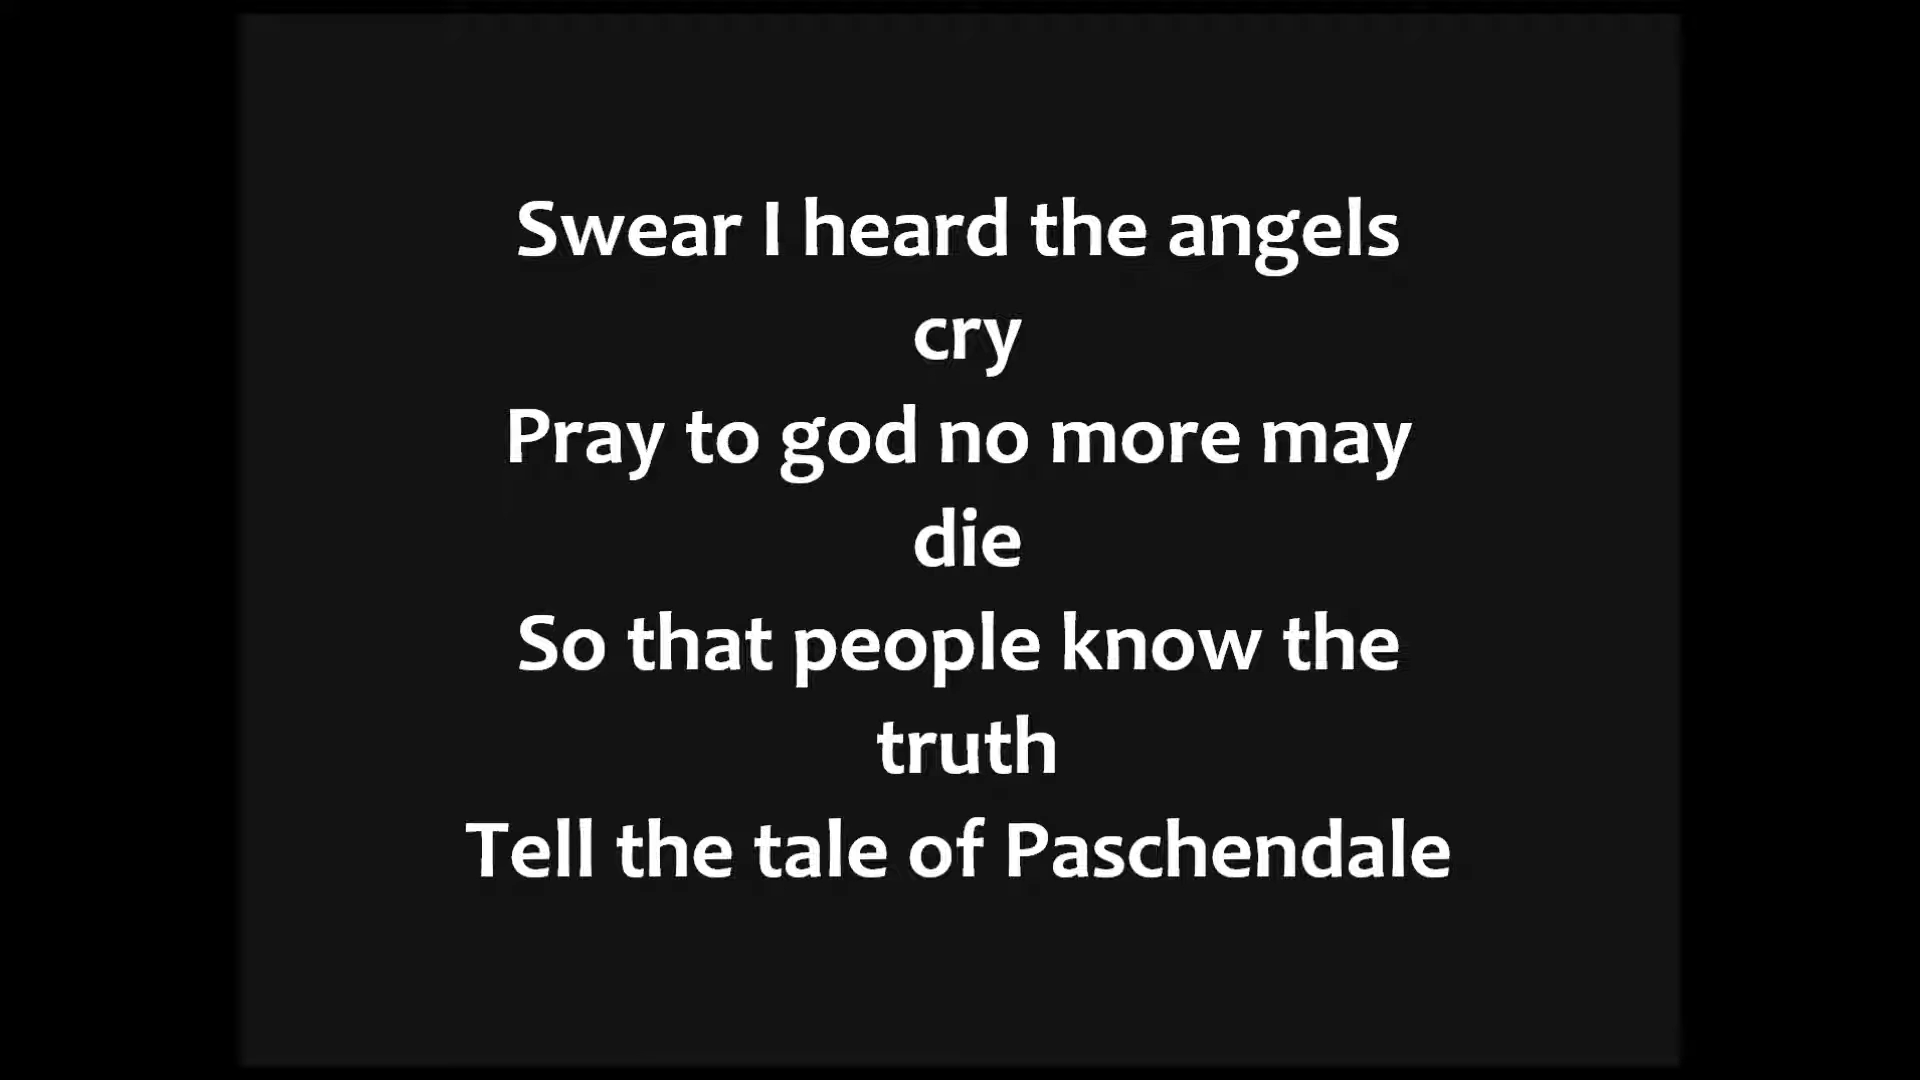 Swear I heard the angels
cry
Pray to god no more may
die
So that people know the
truth
Tell the tale of Paschendale